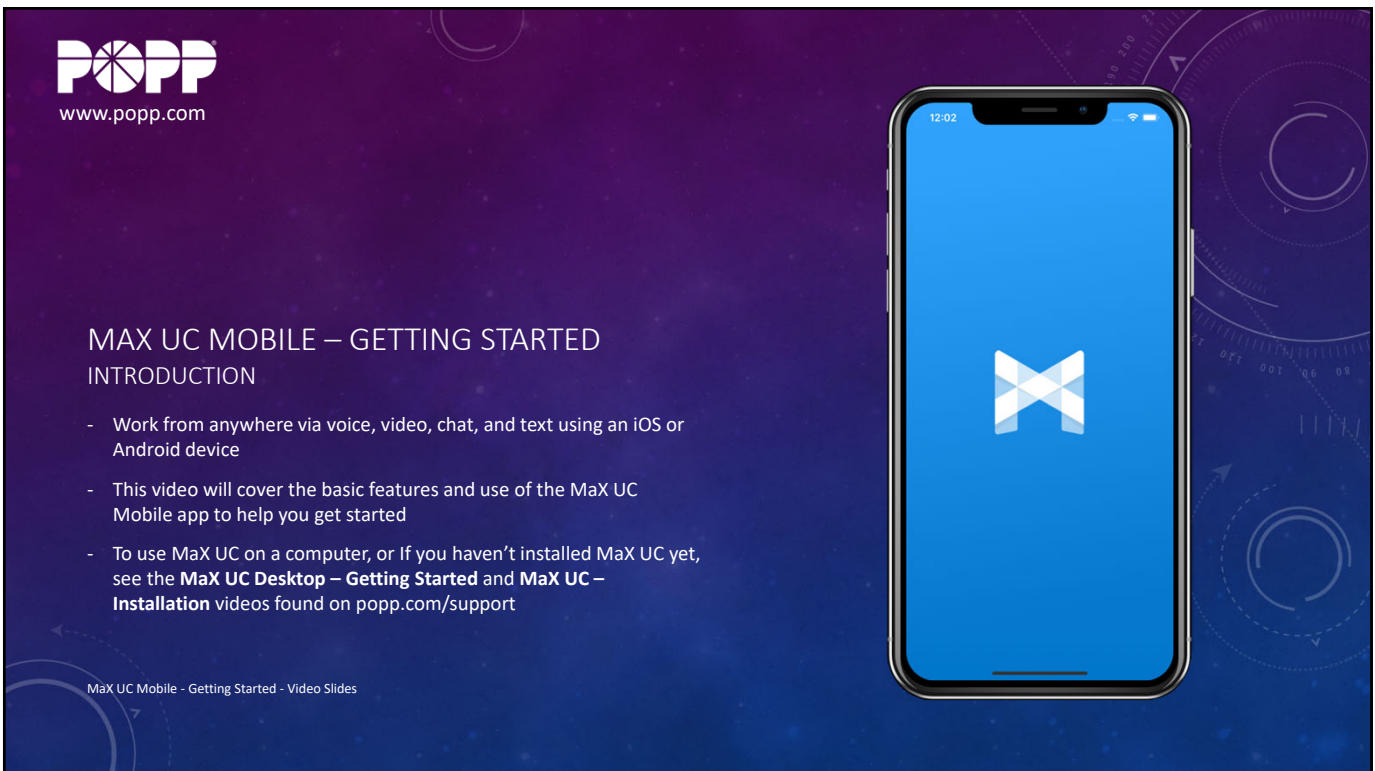 POPP
www.popp.com
12:02
MAX UC MOBILE – GETTING STARTED
INTRODUCTION
- Work from anywhere via voice, video, chat, and text using an iOS or
Android device
- This video will cover the basic features and use of the MaX UC
Mobile app to help you get started
- To use MaX UC on a computer, or If you haven’t installed MaX UC yet,
see the MaX UC Desktop – Getting Started and MaX UC –
Installation videos found on popp.com/support
MaX UC Mobile - Getting Started - Video Slides